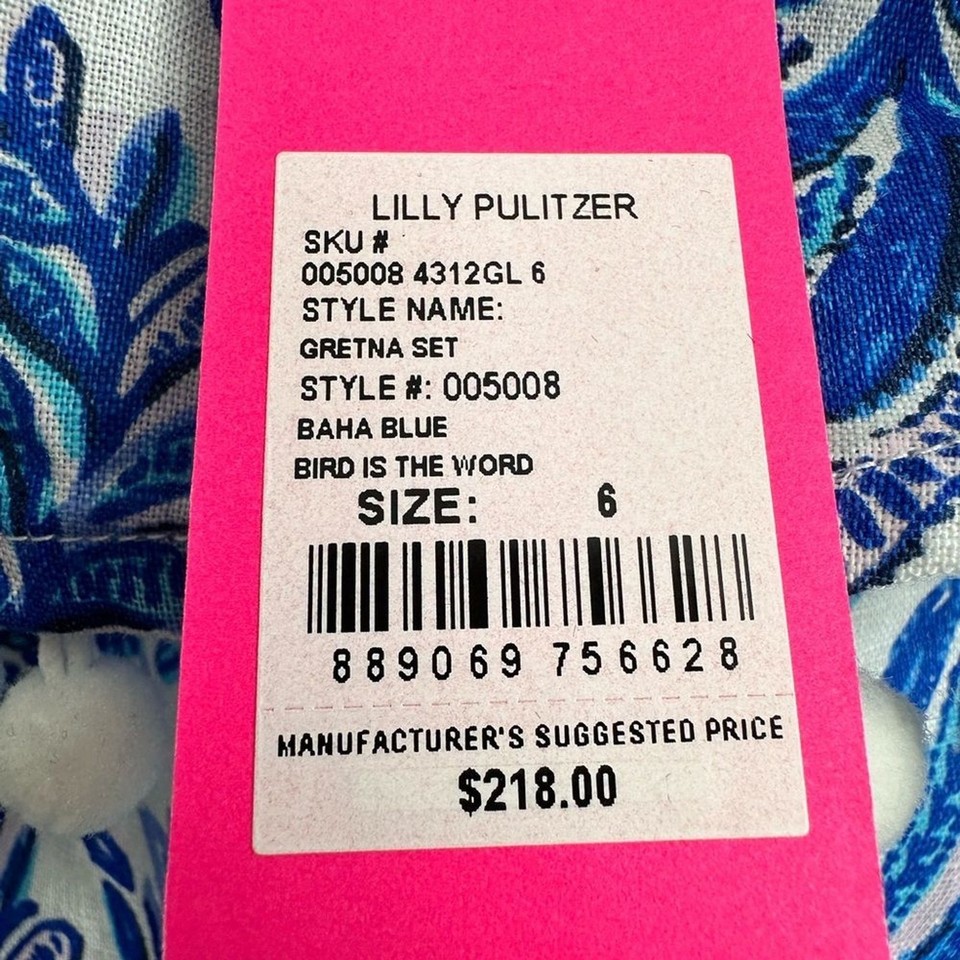 LILLY PULITZER
SKU #
005008 4312GL 6
STYLE NAME:
GRETNA SET
STYLE #: 005008
BAHA BLUE
BIRD IS THE WORD
SIZE: 6
889069 756628
MANUFACTURER'S SUGGESTED PRICE
$218.00